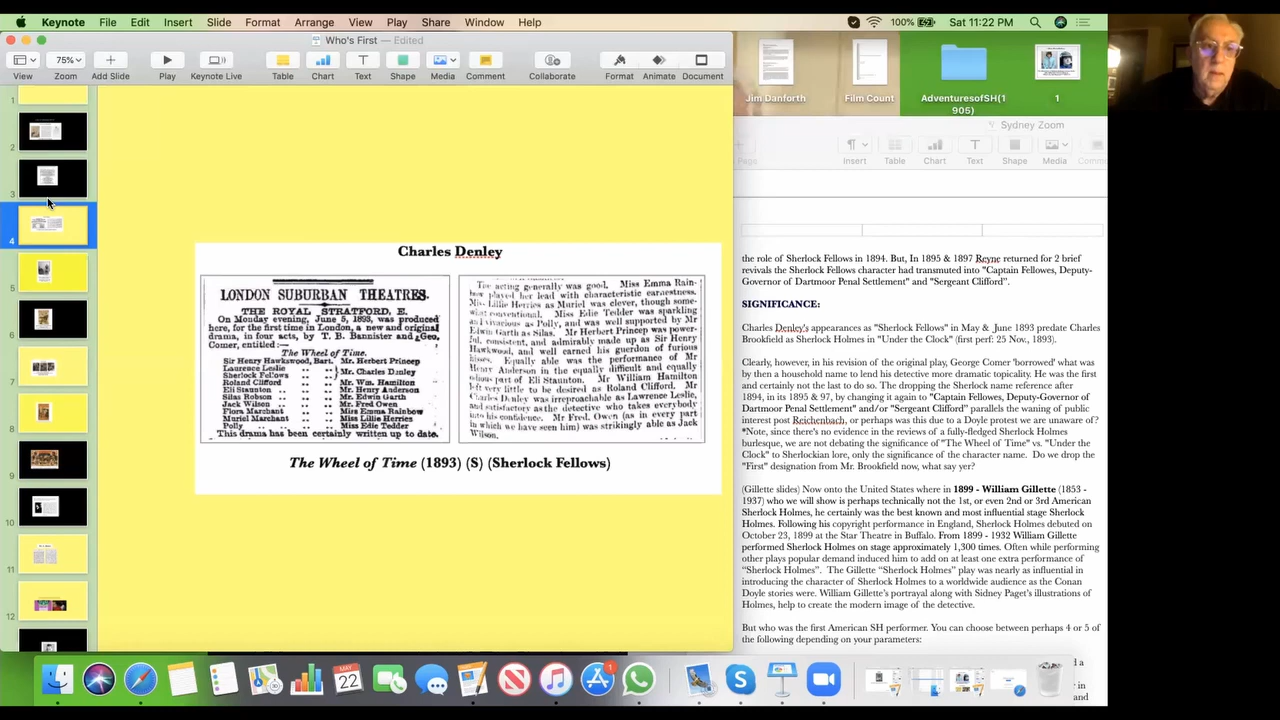 Keynote File Edit Insert Slide Format Arrange View Play Share Window Help
100% Sat 11:22 PM
Who's First — Edited
75%
View Zoom Add Slide Play Keynote Live Table Chart Text Shape Media Comment Collaborate Format Animate Document
1
2
3
4
5
6
7
8
9
10
11
12
Charles Denley
LONDON SUBURBAN THEATRES.
THE ROYAL STRATFORD, E.
On Monday evening, June 5, 1893, was produced
here, for the first time in London, a new and original
drama, in four acts, by T. B. Bannister and Geo.
Comer, entitled:—
The Wheel of Time.
Sir Henry Hawkswood, Bart. Mr. Herbert Princep
Laurence Leslie
Sherlock Fellows } Mr. Charles Denley
Roland Clifford .. .. Mr. Wm. Hamilton
Eli Staunton .. .. Mr. Henry Anderson
Silas Robson .. .. Mr. Edwin Garth
Jack Wilson .. .. Mr. Fred Owen
Flora Marchant .. .. Miss Emma Rainbow
Muriel Marchant .. .. Miss Lillie Herries
Polly .. .. Miss Edie Tedder
This drama has been certainly written up to date.
The acting generally was good. Miss Emma Rain-
bow played her lead with characteristic earnestness.
Miss Lillie Herries as Muriel was clever, though some-
what conventional. Miss Edie Tedder was sparkling
and vivacious as Polly, and was well supported by Mr
Edwin Garth as Silas. Mr Herbert Princep was power-
ful, consistent, and admirably made up as Sir Henry
Hawkwood, and well earned his guerdon of furious
hisses. Equally able was the performance of Mr
Henry Anderson in the equally difficult and equally
odious part of Eli Staunton. Mr William Hamilton
left very little to be desired as Roland Clifford. Mr
Charles Denley was irreproachable as Lawrence Leslie,
and satisfactory as the detective who takes everybody
into his confidence. Mr Fred. Owen (as in every part
in which we have seen him) was strikingly able as Jack
Wilson.
The Wheel of Time (1893) (S) (Sherlock Fellows)
Jim Danforth
Film Count
AdventuresofSH(1
905)
1
Sydney Zoom
Insert Table Chart Text Shape Media
the role of Sherlock Fellows in 1894. But, In 1895 & 1897 Reyne returned for 2 brief
revivals the Sherlock Fellows character had transmuted into "Captain Fellowes, Deputy-
Governor of Dartmoor Penal Settlement" and "Sergeant Clifford".
SIGNIFICANCE:
Charles Denley's appearances as "Sherlock Fellows" in May & June 1893 predate Charles
Brookfield as Sherlock Holmes in "Under the Clock" (first perf: 25 Nov., 1893).
Clearly, however, in his revision of the original play, George Comer 'borrowed' what was
by then a household name to lend his detective more dramatic topicality. He was the first
and certainly not the last to do so. The dropping the Sherlock name reference after
1894, in its 1895 & 97, by changing it again to "Captain Fellows, Deputy-Governor of
Dartmoor Penal Settlement" and/or "Sergeant Clifford" parallels the waning of public
interest post Reichenbach, or perhaps was this due to a Doyle protest we are unaware of?
*Note, since there's no evidence in the review of a fully-fledged Sherlock Holmes
burlesque, we are not debating the significance of "The Wheel of Time" vs. "Under the
Clock" to Sherlockian lore, only the significance of the character name. Do we drop the
"First" designation from Mr. Brookfield now, what say yer?
(Gillette slides) Now onto the United States where in 1899 - William Gillette (1853 -
1937) who we will show is perhaps technically not the 1st, or even 2nd or 3rd American
Sherlock Holmes, he certainly was the best known and most influential stage Sherlock
Holmes. Following his copyright performance in England, Sherlock Holmes debuted on
October 23, 1899 at the Star Theatre in Buffalo. From 1899 - 1932 William Gillette
performed Sherlock Holmes on stage approximately 1,300 times. Often while performing
other plays popular demand induced him to add on at least one extra performance of
"Sherlock Holmes". The Gillette "Sherlock Holmes" play was nearly as influential in
introducing the character of Sherlock Holmes to a worldwide audience as the Conan
Doyle stories were. William Gillette's portrayal along with Sidney Paget's illustrations of
Holmes, help to create the modern image of the detective.
But who was the first American SH performer. You can choose between perhaps 4 or 5 of
the following depending on your parameters:
MAY
22
1